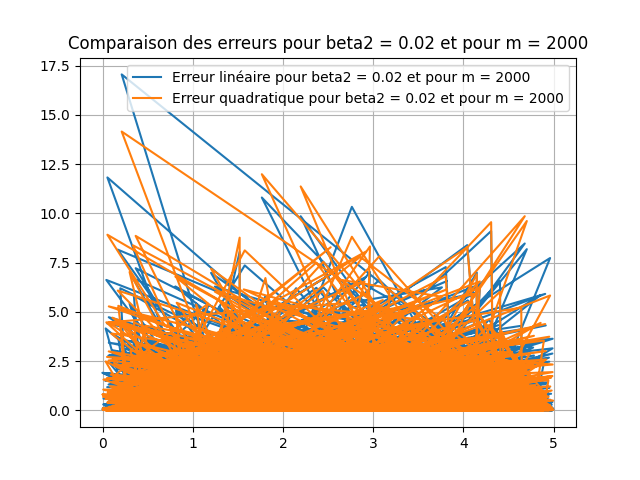 Comparaison des erreurs pour beta2 = 0.02 et pour m = 2000
Erreur linéaire pour beta2 = 0.02 et pour m = 2000
Erreur quadratique pour beta2 = 0.02 et pour m = 2000
17.5
15.0
12.5
10.0
7.5
5.0
2.5
0.0
0 1 2 3 4 5